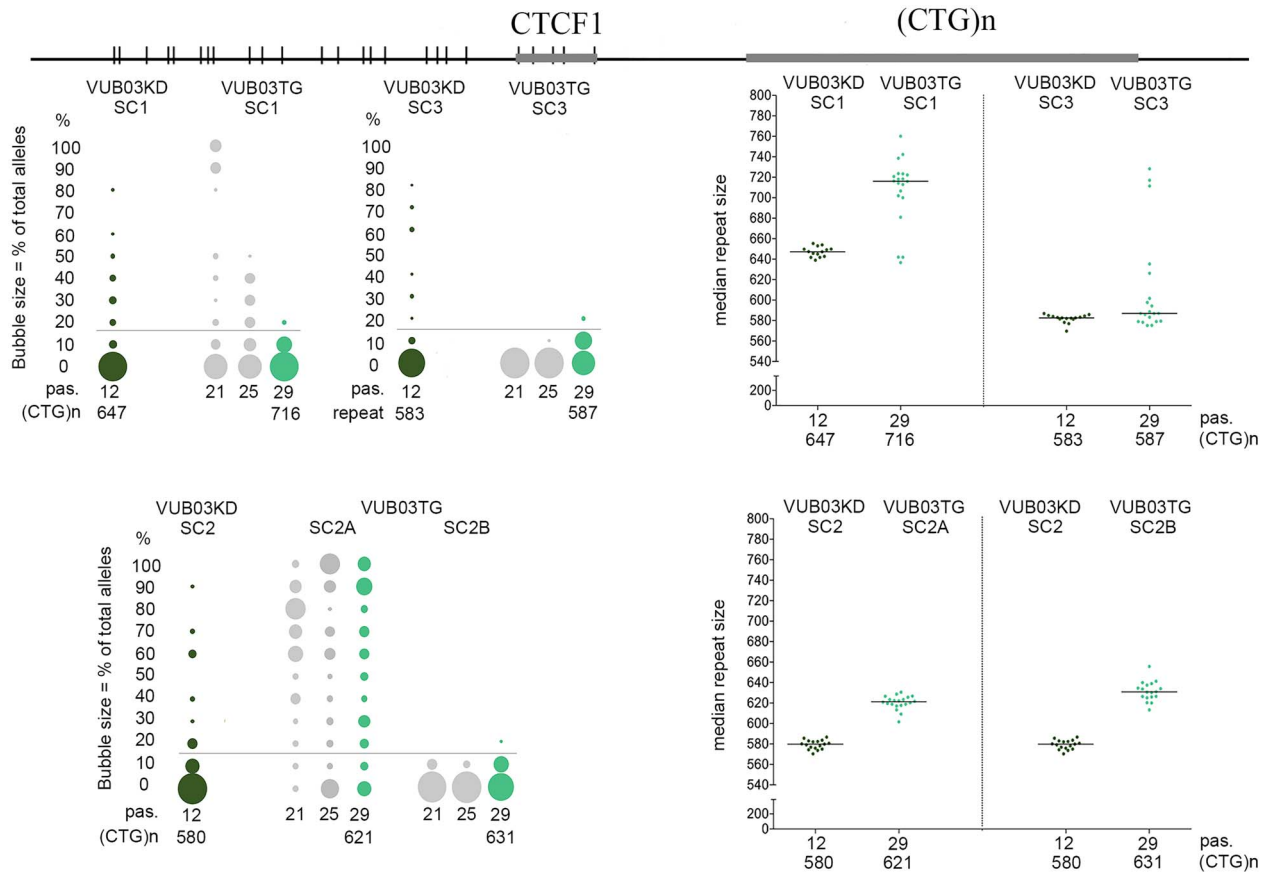 CTCF1
(CTG)n
VUB03KD VUB03TG VUB03KD VUB03TG
SC1 SC1 SC3 SC3
Bubble size = % of total alleles
% %
100 100
90 90
80 80
70 70
60 60
50 50
40 40
30 30
20 20
10 10
0 0
pas. 12 21 25 29 pas. 12 21 25 29
(CTG)n 647 716 repeat 583 587
VUB03KD VUB03TG VUB03KD VUB03TG
SC1 SC1 SC3 SC3
median repeat size
800
780
760
740
720
700
680
660
640
620
600
580
560
540
200
0
12 29 12 29 pas.
647 716 583 587 (CTG)n
VUB03KD VUB03TG
SC2 SC2A SC2B
Bubble size = % of total alleles
%
100
90
80
70
60
50
40
30
20
10
0
pas. 12 21 25 29 21 25 29
(CTG)n 580 621 631
VUB03KD VUB03TG VUB03KD VUB03TG
SC2 SC2A SC2 SC2B
median repeat size
800
780
760
740
720
700
680
660
640
620
600
580
560
540
200
0
12 29 12 29 pas.
580 621 580 631 (CTG)n